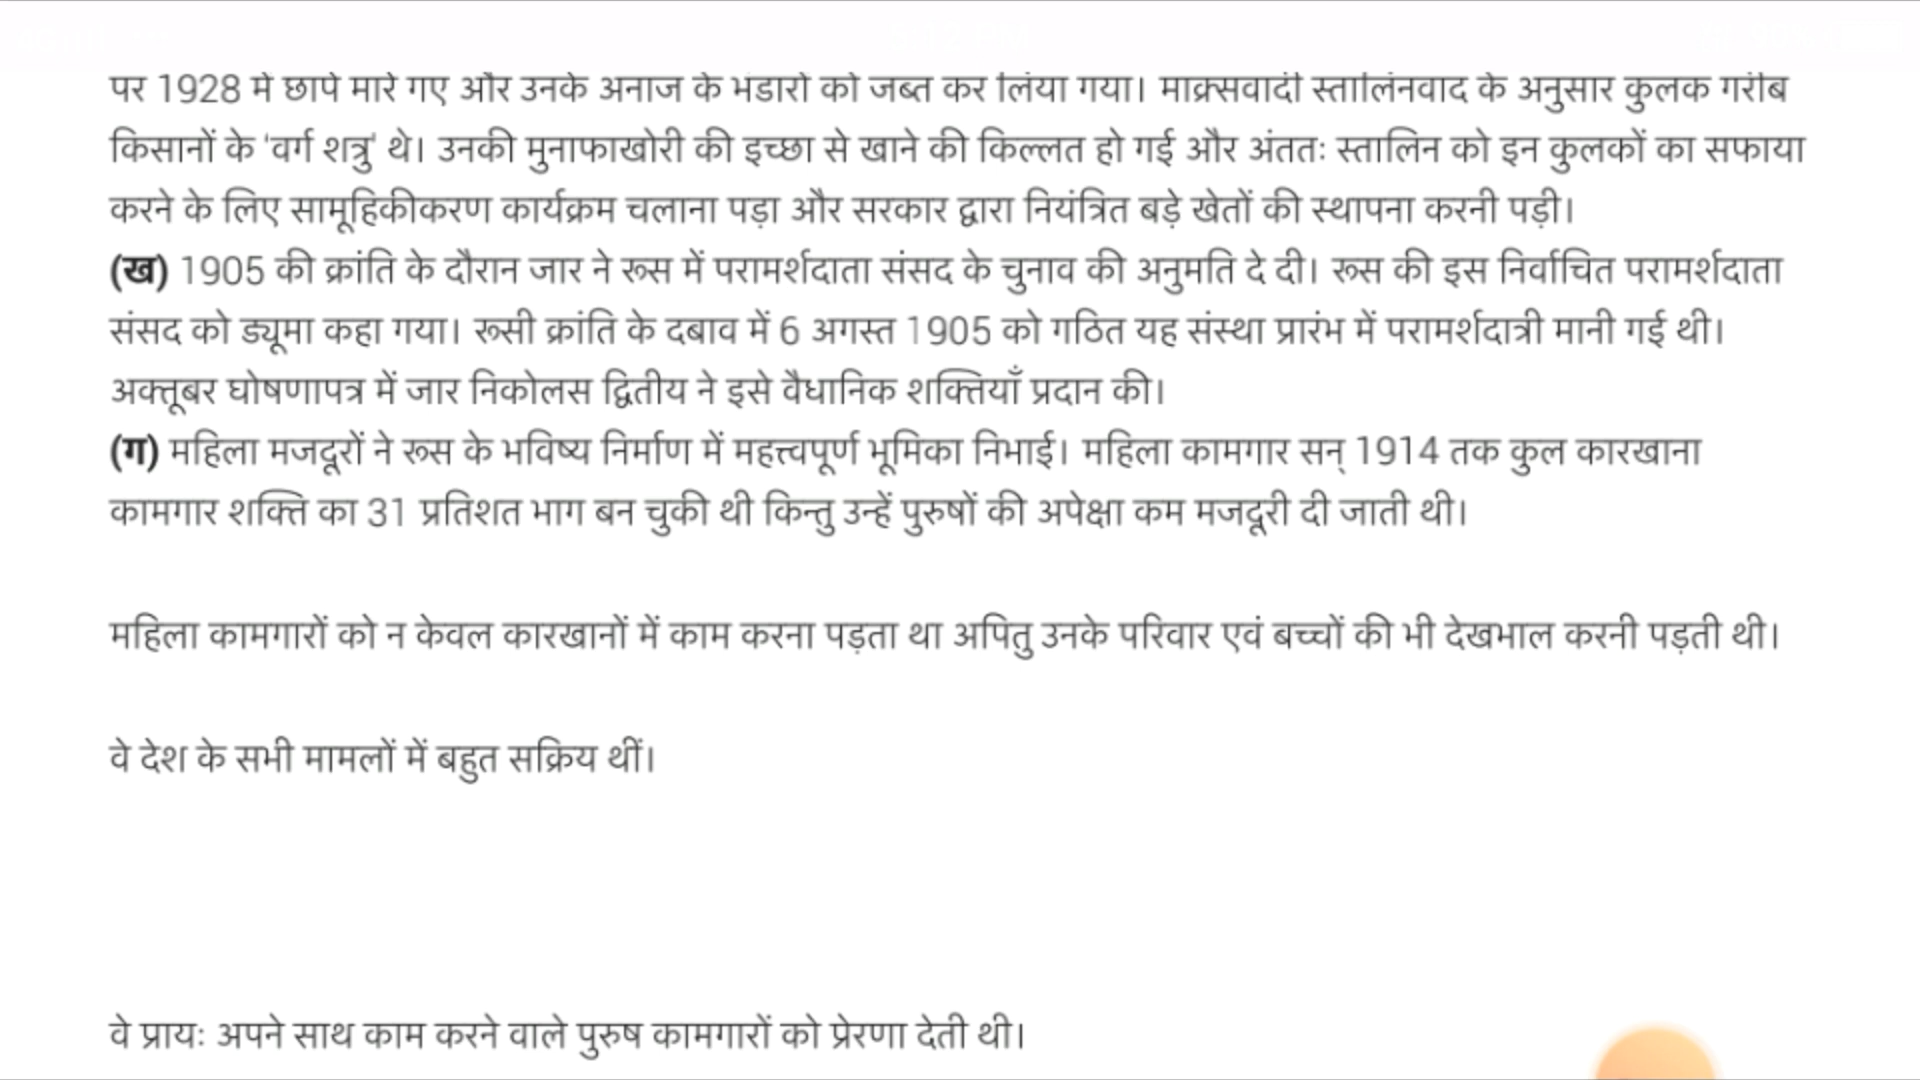 पर 1928 में छापे मारे गए और उनके अनाज के भंडारों को जब्त कर लिया गया। मार्क्सवादी स्तालिनवाद के अनुसार कुलक गरीब
किसानों के 'वर्ग शत्रु' थे। उनकी मुनाफाखोरी की इच्छा से खाने की किल्लत हो गई और अंततः स्तालिन को इन कुलकों का सफाया
करने के लिए सामूहिकीकरण कार्यक्रम चलाना पड़ा और सरकार द्वारा नियंत्रित बड़े खेतों की स्थापना करनी पड़ी।
(ख) 1905 की क्रांति के दौरान जार ने रूस में परामर्शदाता संसद के चुनाव की अनुमति दे दी। रूस की इस निर्वाचित परामर्शदाता
संसद को ड्यूमा कहा गया। रूसी क्रांति के दबाव में 6 अगस्त 1905 को गठित यह संस्था प्रारंभ में परामर्शदात्री मानी गई थी।
अक्तूबर घोषणापत्र में जार निकोलस द्वितीय ने इसे वैधानिक शक्तियाँ प्रदान की।
(ग) महिला मजदूरों ने रूस के भविष्य निर्माण में महत्त्वपूर्ण भूमिका निभाई। महिला कामगार सन् 1914 तक कुल कारखाना
कामगार शक्ति का 31 प्रतिशत भाग बन चुकी थी किन्तु उन्हें पुरुषों की अपेक्षा कम मजदूरी दी जाती थी।
महिला कामगारों को न केवल कारखानों में काम करना पड़ता था अपितु उनके परिवार एवं बच्चों की भी देखभाल करनी पड़ती थी।
वे देश के सभी मामलों में बहुत सक्रिय थीं।
वे प्रायः अपने साथ काम करने वाले पुरुष कामगारों को प्रेरणा देती थी।